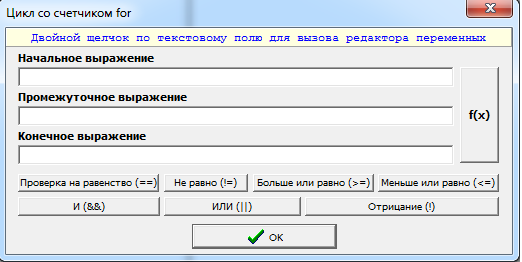 Цикл со счетчиком for
Двойной щелчок по текстовому полю для вызова редактора переменных
Начальное выражение
Промежуточное выражение
f(x)
Конечное выражение
Проверка на равенство (==) Не равно (!=) Больше или равно (>=) Меньше или равно (<=)
И (&&) ИЛИ (||) Отрицание (!)
OK